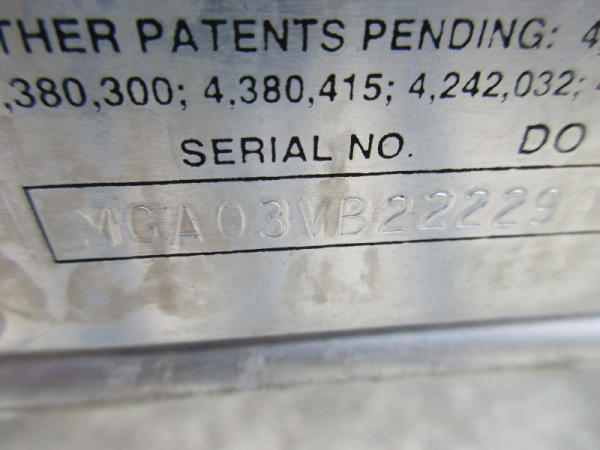 THER PATENTS PENDING: 4,
,380,300; 4,380,415; 4,242,032;
SERIAL NO. DO
MGA03WB22229